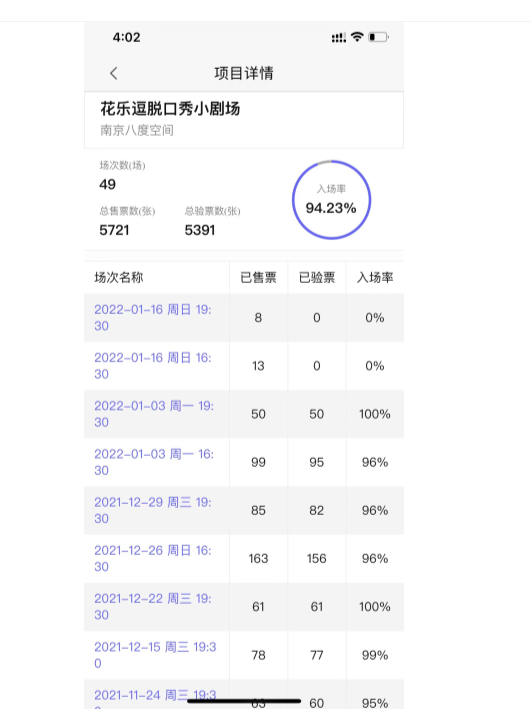 4:02
项目详情
花乐逗脱口秀小剧场
南京八度空间
场次数(场)
49
总售票数(张) 总验票数(张)
5721 5391
入场率
94.23%
场次名称 已售票 已验票 入场率
2022-01-16 周日 19:
30
8 0 0%
2022-01-16 周日 16:
30
13 0 0%
2022-01-03 周一 19:
30
50 50 100%
2022-01-03 周一 16:
30
99 95 96%
2021-12-29 周三 19:
30
85 82 96%
2021-12-26 周日 16:
30
163 156 96%
2021-12-22 周三 19:
30
61 61 100%
2021-12-15 周三 19:3
0
78 77 99%
2021-11-24 周三 19:3
63 60 95%